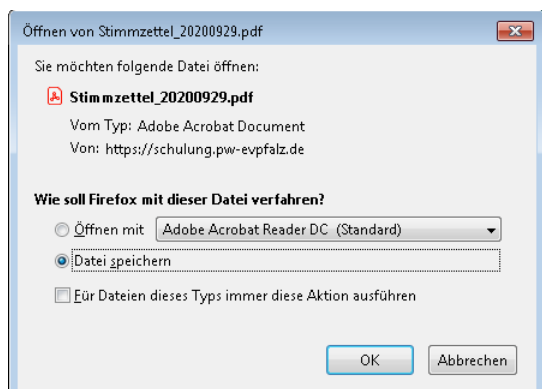 Öffnen von Stimmzettel_20200929.pdf
Sie möchten folgende Datei öffnen:
Stimmzettel_20200929.pdf
Vom Typ: Adobe Acrobat Document
Von: https://schulung.pw-evpfalz.de
Wie soll Firefox mit dieser Datei verfahren?
Öffnen mit Adobe Acrobat Reader DC (Standard)
Datei speichern
Für Dateien dieses Typs immer diese Aktion ausführen
OK Abbrechen